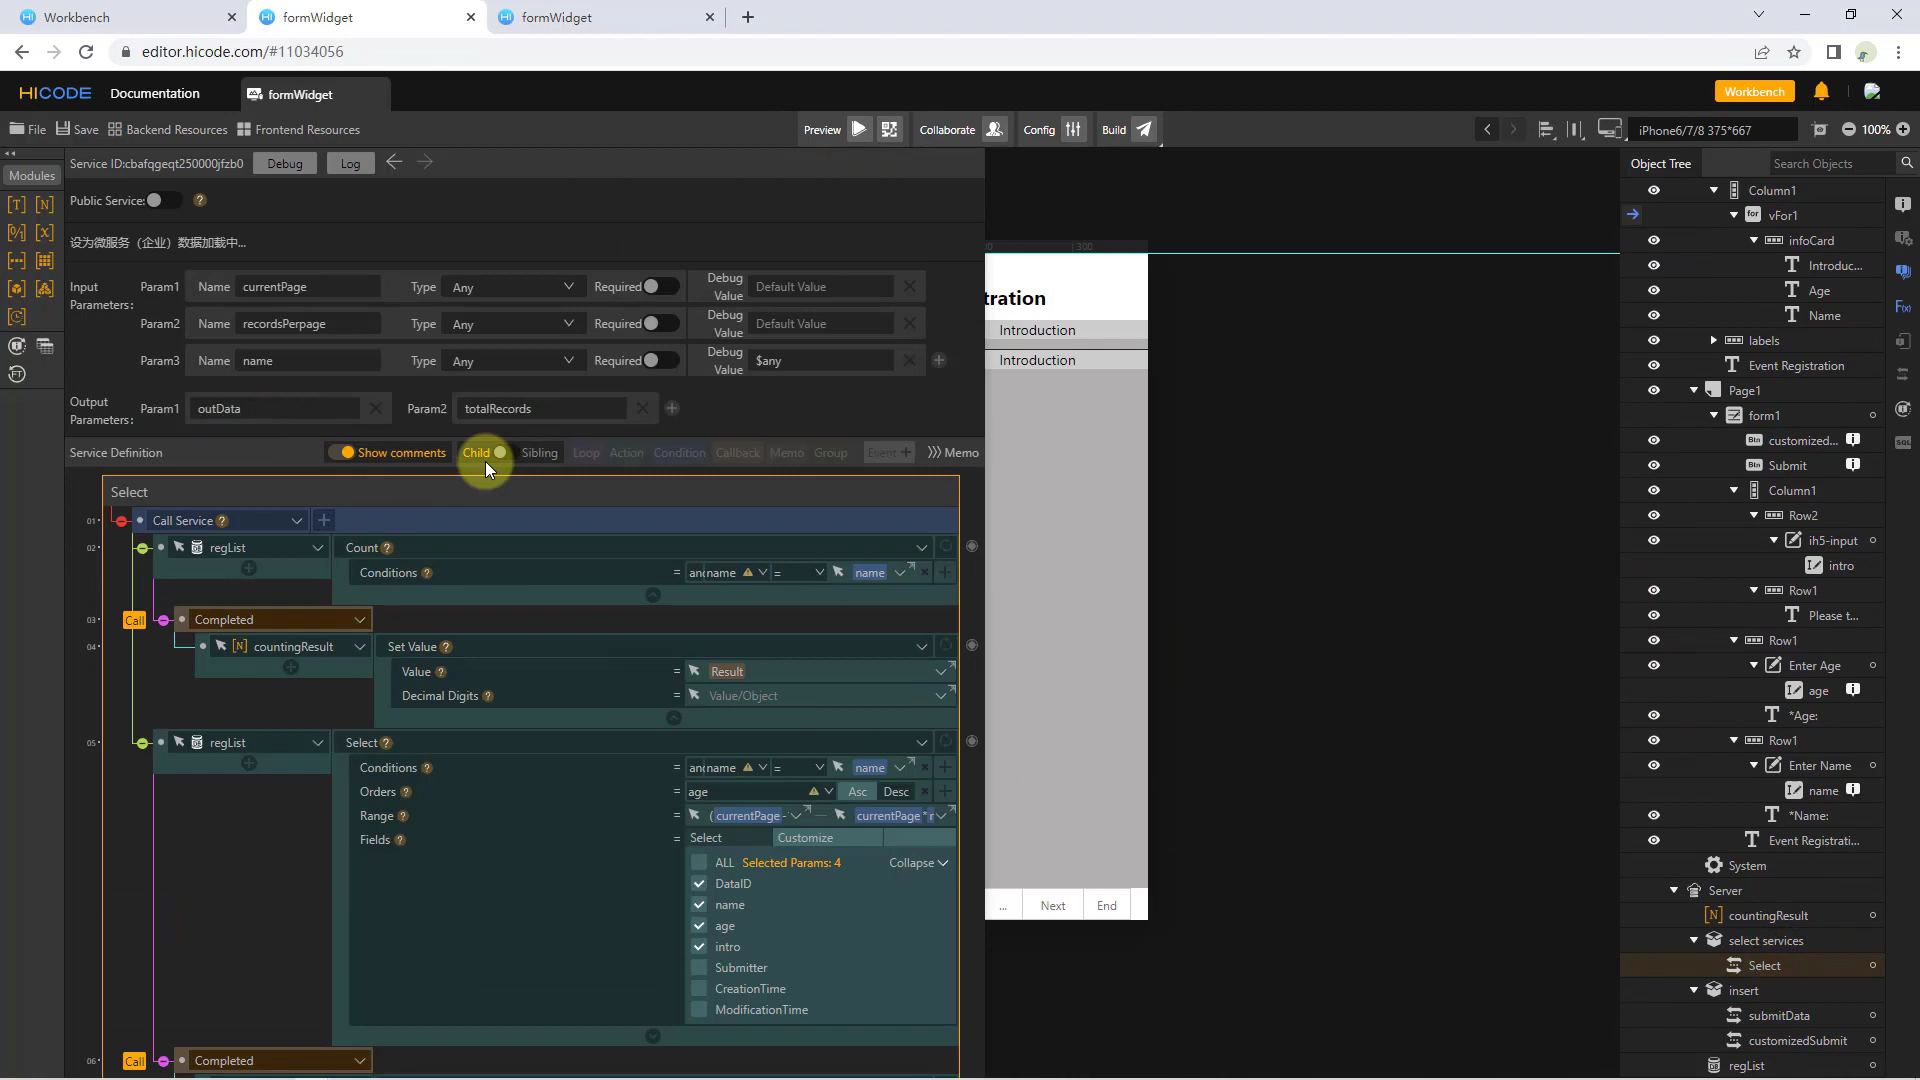 Workbench
formWidget
formWidget
editor.hicode.com/#11034056
HICODE
Documentation
formWidget
Workbench
File
Save
Backend Resources
Frontend Resources
Preview
Collaborate
Config
Build
iPhone6/7/8 375*667
100%
Modules
Service ID:cbafqgeqt250000jfzb0
Debug
Log
Public Service:
设为微服务（企业）数据加载中...
Input Parameters:
Param1 Name currentPage Type Any Required Debug Value Default Value
Param2 Name recordsPerpage Type Any Required Debug Value Default Value
Param3 Name name Type Any Required Debug Value $any
Output Parameters: Param1 outData Param2 totalRecords
Service Definition
Show comments
Child
Sibling
Loop
Action
Condition
Callback
Memo
Group
Event
Memo
Select
01 Call Service
02 regList Count
Conditions = and name = name
Call
03 Completed
04 countingResult Set Value
Value = Result
Decimal Digits = Value/Object
05 regList Select
Conditions = and name = name
Orders = age Asc Desc
Range = (currentPage- — currentPage*r
Fields = Select Customize
ALL Selected Params: 4 Collapse
DataID
name
age
intro
Submitter
CreationTime
ModificationTime
06 Call Completed
300
tration
Introduction
Introduction
... Next End
Object Tree
Search Objects
Column1
vFor1
infoCard
Introduc...
Age
Name
labels
Event Registration
Page1
form1
customized...
Submit
Column1
Row2
ih5-input
intro
Row1
Please t...
Row1
Enter Age
age
*Age:
Row1
Enter Name
name
*Name:
Event Registrati...
System
Server
countingResult
select services
Select
insert
submitData
customizedSubmit
regList